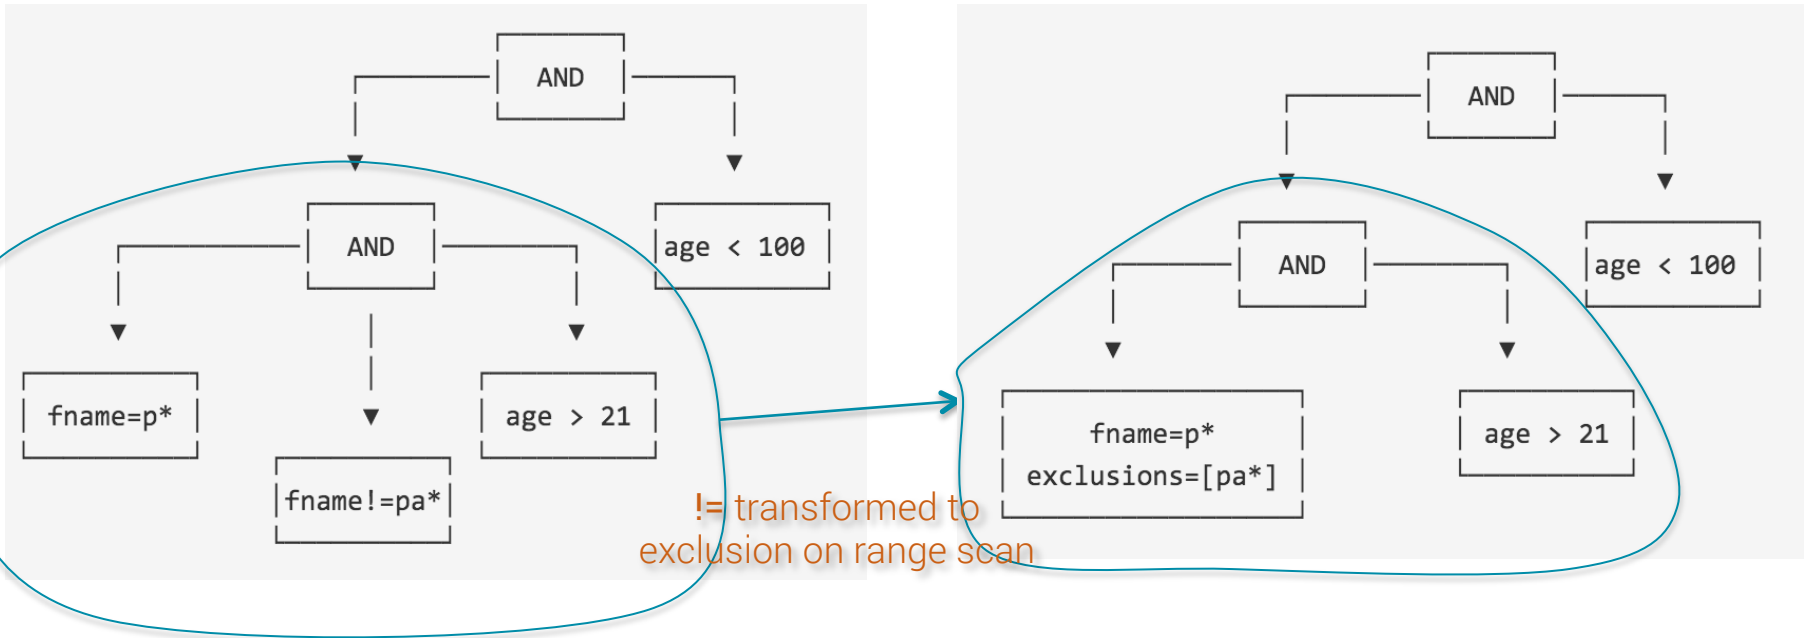 AND
AND
age < 100
fname=p*
fname!=pa*
age > 21
!= transformed to
exclusion on range scan
AND
AND
age < 100
fname=p*
exclusions=[pa*]
age > 21